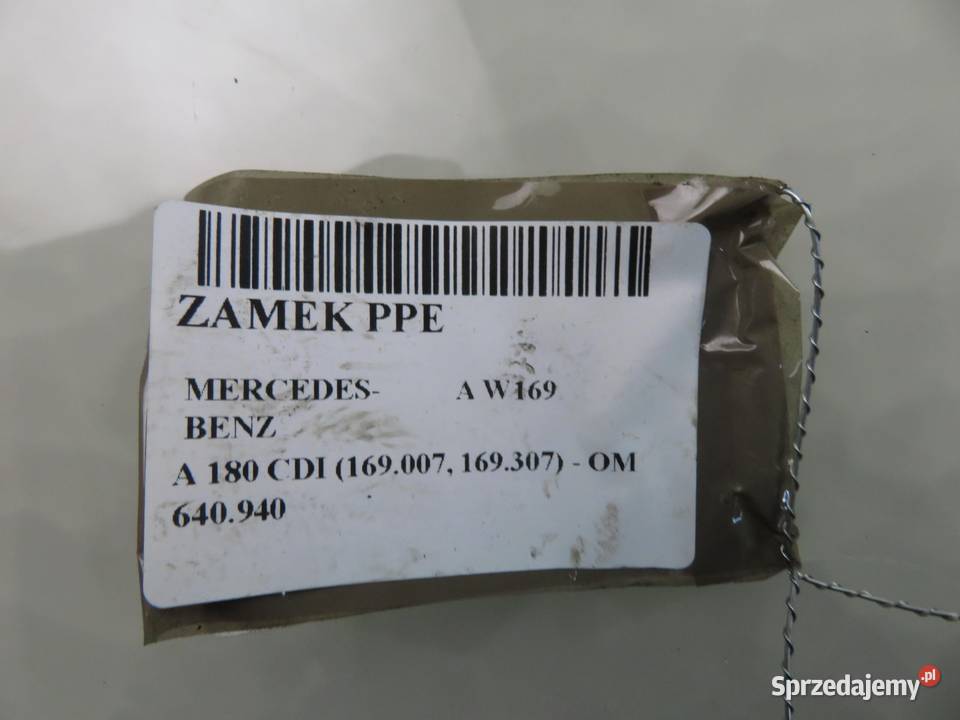 ZAMEK PPE
MERCEDES- A W169
BENZ
A 180 CDI (169.007, 169.307) - OM
640.940
Sprzedajemy.pl